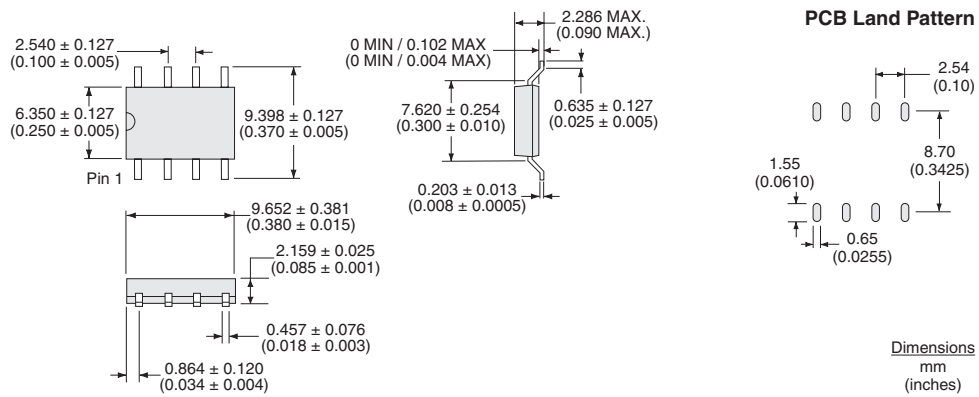 2.540 ± 0.127
(0.100 ± 0.005)
6.350 ± 0.127
(0.250 ± 0.005)
9.398 ± 0.127
(0.370 ± 0.005)
Pin 1
9.652 ± 0.381
(0.380 ± 0.015)
2.159 ± 0.025
(0.085 ± 0.001)
0.457 ± 0.076
(0.018 ± 0.003)
0.864 ± 0.120
(0.034 ± 0.004)
2.286 MAX.
(0.090 MAX.)
0 MIN / 0.102 MAX
(0 MIN / 0.004 MAX)
7.620 ± 0.254
(0.300 ± 0.010)
0.635 ± 0.127
(0.025 ± 0.005)
0.203 ± 0.013
(0.008 ± 0.0005)
PCB Land Pattern
2.54
(0.10)
8.70
(0.3425)
1.55
(0.0610)
0.65
(0.0255)
Dimensions
mm
(inches)